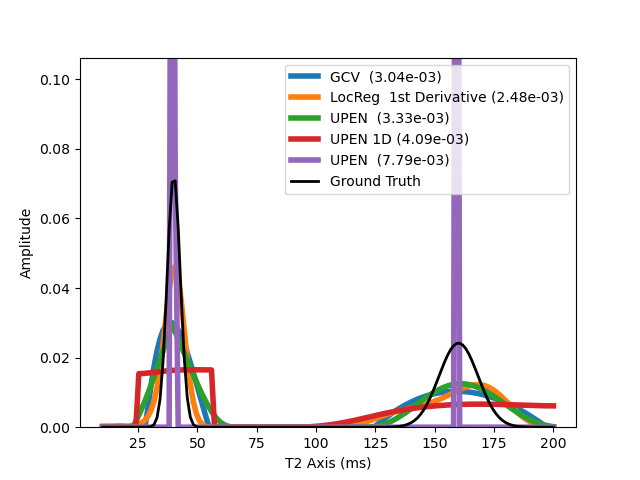 GCV  (3.04e-03)
LocReg  1st Derivative (2.48e-03)
UPEN  (3.33e-03)
UPEN 1D (4.09e-03)
UPEN  (7.79e-03)
Ground Truth
0.10
0.08
0.06
0.04
0.02
0.00
Amplitude
25 50 75 100 125 150 175 200
T2 Axis (ms)